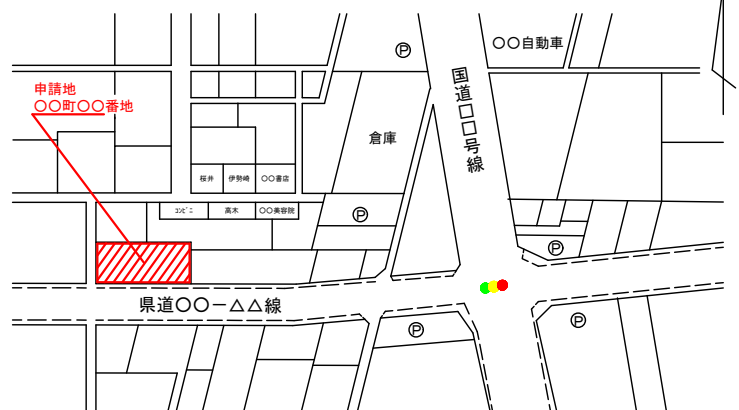 Ⓟ
〇〇自動車
国道□□号線
申請地
〇〇町〇〇番地
倉庫
桜井
伊勢崎
〇〇書店
コンビニ
高木
〇〇美容院
Ⓟ
Ⓟ
県道〇〇ー△△線
Ⓟ
Ⓟ